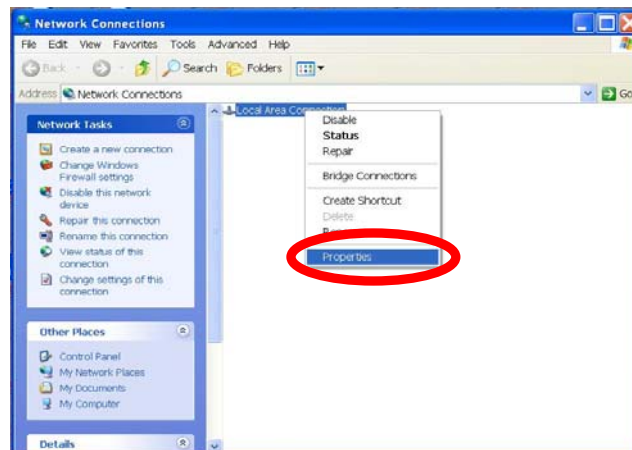 Network Connections
File Edit View Favorites Tools Advanced Help
Back Search Folders
Address Network Connections Go
Network Tasks
Create a new connection
Change Windows
Firewall settings
Disable this network
device
Repair this connection
Rename this connection
View status of this
connection
Change settings of this
connection
Other Places
Control Panel
My Network Places
My Documents
My Computer
Details
Local Area Connection
Disable
Status
Repair
Bridge Connections
Create Shortcut
Delete
Properties